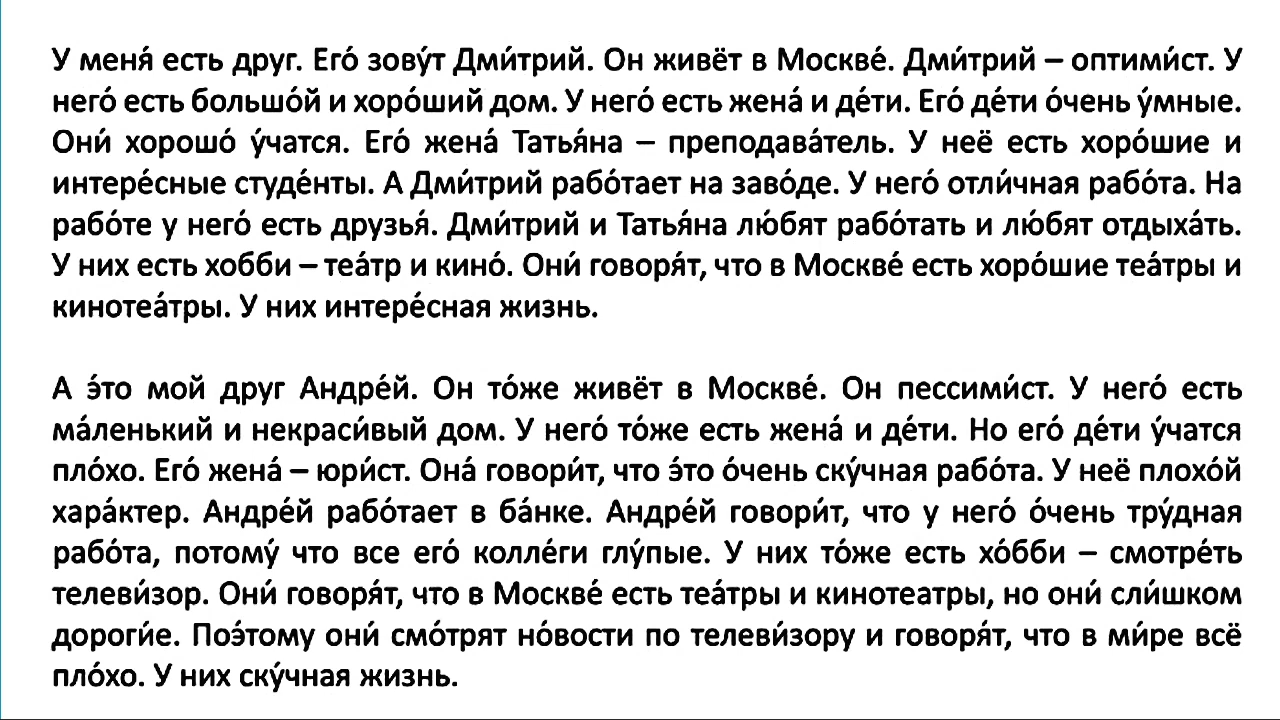 У меня́ есть друг. Его́ зову́т Дми́трий. Он живёт в Москве́. Дми́трий – оптими́ст. У
него́ есть большо́й и хоро́ший дом. У него́ есть жена́ и де́ти. Его́ де́ти о́чень у́мные.
Они́ хорошо́ у́чатся. Его́ жена́ Татья́на – преподава́тель. У неё есть хоро́шие и
интере́сные студе́нты. А Дми́трий рабо́тает на заво́де. У него́ отли́чная рабо́та. На
рабо́те у него́ есть друзья́. Дми́трий и Татья́на лю́бят рабо́тать и лю́бят отдыха́ть.
У них есть хобби – теа́тр и кино́. Они́ говоря́т, что в Москве́ есть хоро́шие теа́тры и
кинотеа́тры. У них интере́сная жизнь.
А э́то мой друг Андре́й. Он то́же живёт в Москве́. Он пессими́ст. У него́ есть
ма́ленький и некраси́вый дом. У него́ то́же есть жена́ и де́ти. Но его́ де́ти у́чатся
пло́хо. Его́ жена́ – юри́ст. Она́ говори́т, что э́то о́чень ску́чная рабо́та. У неё плохо́й
хара́ктер. Андре́й рабо́тает в ба́нке. Андре́й говори́т, что у него́ о́чень тру́дная
рабо́та, потому́ что все его́ колле́ги глу́пые. У них то́же есть хо́бби – смотре́ть
телеви́зор. Они́ говоря́т, что в Москве́ есть теа́тры и кинотеатры, но они́ сли́шком
дороги́е. Поэ́тому они́ смо́трят но́вости по телеви́зору и говоря́т, что в ми́ре всё
пло́хо. У них ску́чная жизнь.